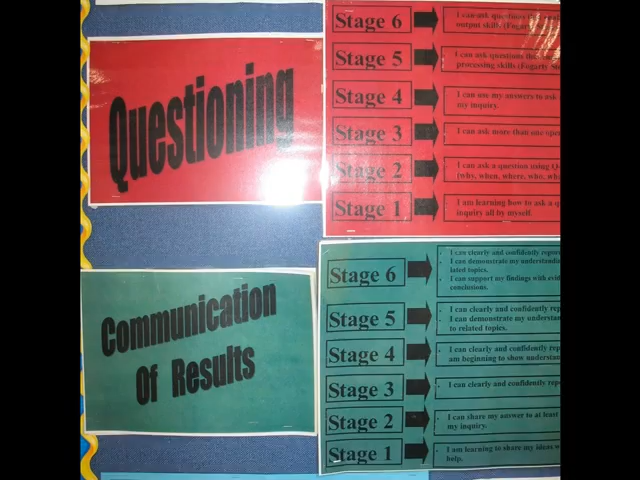 Questioning
Stage 6
I can ask questions that
output skills (Fogarty
Stage 5
I can ask questions that
processing skills (Fogarty
Stage 4
I can use my answers to ask
my inquiry.
Stage 3
I can ask more than one open
Stage 2
I can ask a question using
(why, when, where, who,
Stage 1
I am learning how to ask a
inquiry all by myself.
Communication
Of Results
Stage 6
I can clearly and confidently
I can demonstrate my
lated topics.
I can support my findings with
conclusions.
Stage 5
I can clearly and confidently
I can demonstrate my
to related topics.
Stage 4
I can clearly and confidently
am beginning to show
Stage 3
I can clearly and confidently
Stage 2
I can share my answer to at least
my inquiry.
Stage 1
I am learning to share my ideas
help.